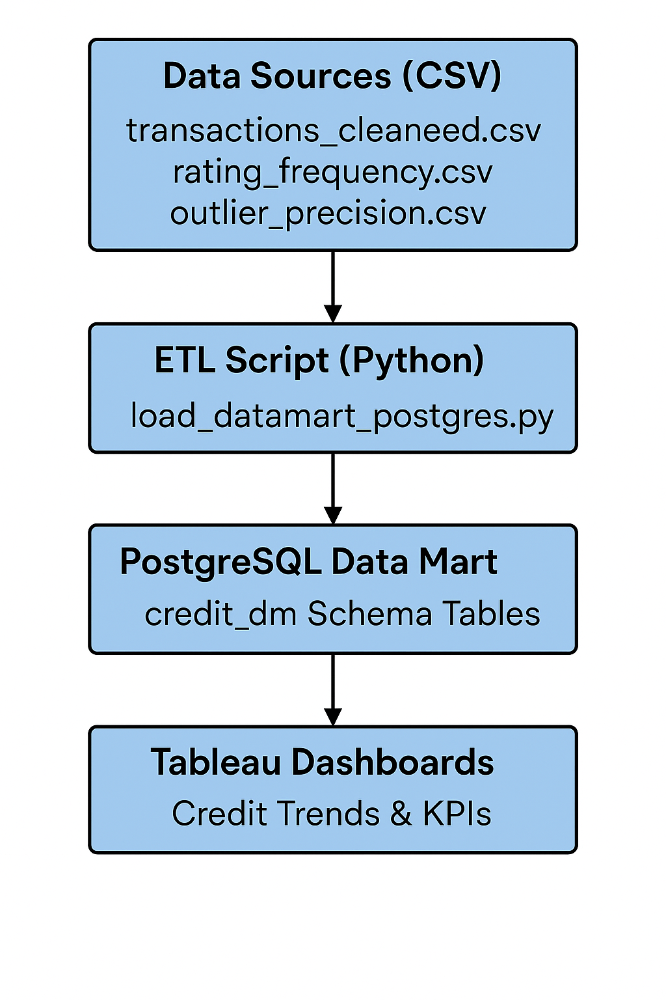 Data Sources (CSV)
transactions_cleaneed.csv
rating_frequency.csv
outlier_precision.csv
ETL Script (Python)
load_datamart_postgres.py
PostgreSQL Data Mart
credit_dm Schema Tables
Tableau Dashboards
Credit Trends & KPIs